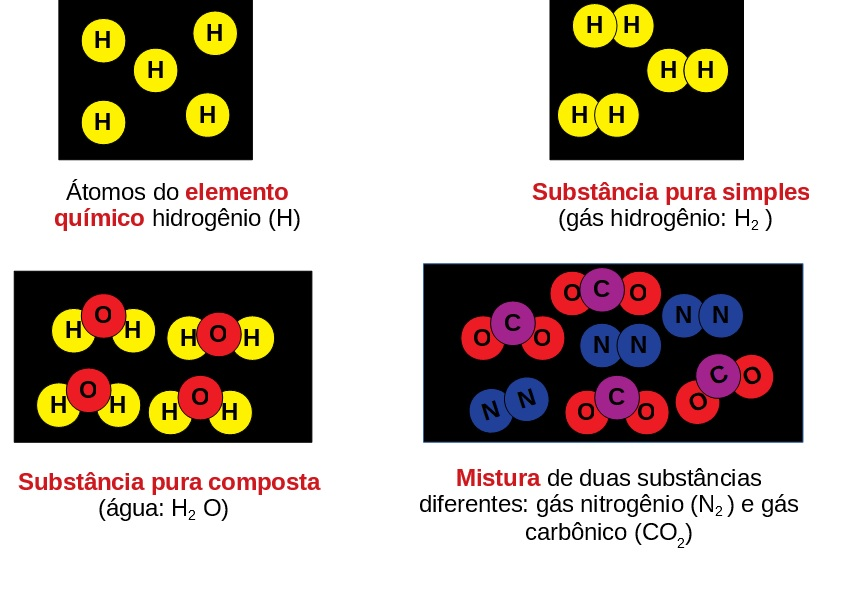 H H
H
H H
H H
H H
H H
Átomos do elemento
químico hidrogênio (H)
Substância pura simples
(gás hidrogênio: H₂ )
H O H
H O H
H O H
H O H
O C O
O C O
N N
N N
N N
O C O
O C O
Substância pura composta
(água: H₂ O)
Mistura de duas substâncias
diferentes: gás nitrogênio (N₂ ) e gás
carbônico (CO₂)